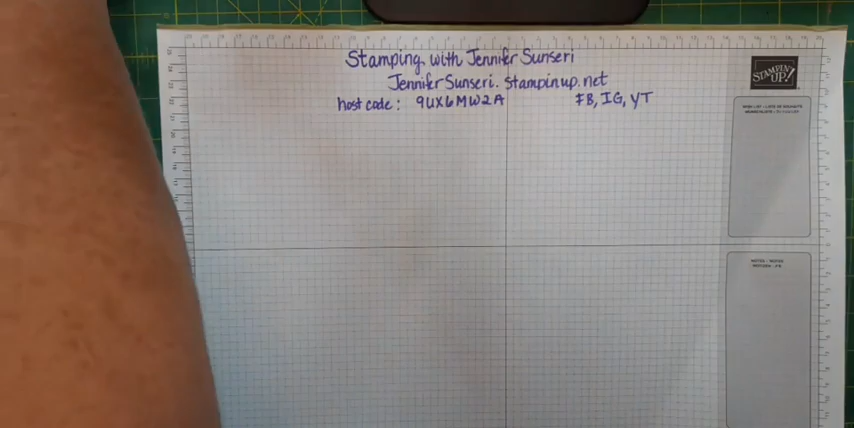 Stamping with Jennifer Sunseri
JenniferSunseri.stampinup.net
host code: 9UX6MW2A FB, IG, YT
STAMPIN' UP!